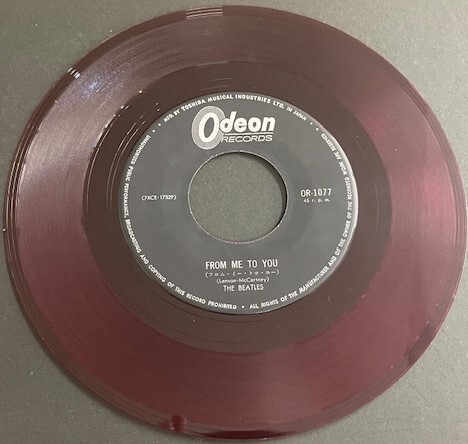 MFD. BY TOSHIBA MUSICAL INDUSTRIES LTD. IN JAPAN
Odeon
RECORDS
(7XCE-17329)
OR-1077
45 r. p. m.
FROM ME TO YOU
(フロム・ミー・トゥ・ユー)
(Lennon-McCartney)
THE BEATLES
UNAUTHORIZED PUBLIC PERFORMANCE, BROADCASTING AND COPYING OF THIS RECORD PROHIBITED • ALL RIGHTS OF THE MANUFACTURER AND OF THE OWNER OF THE RECORDED WORK ARE RESERVED